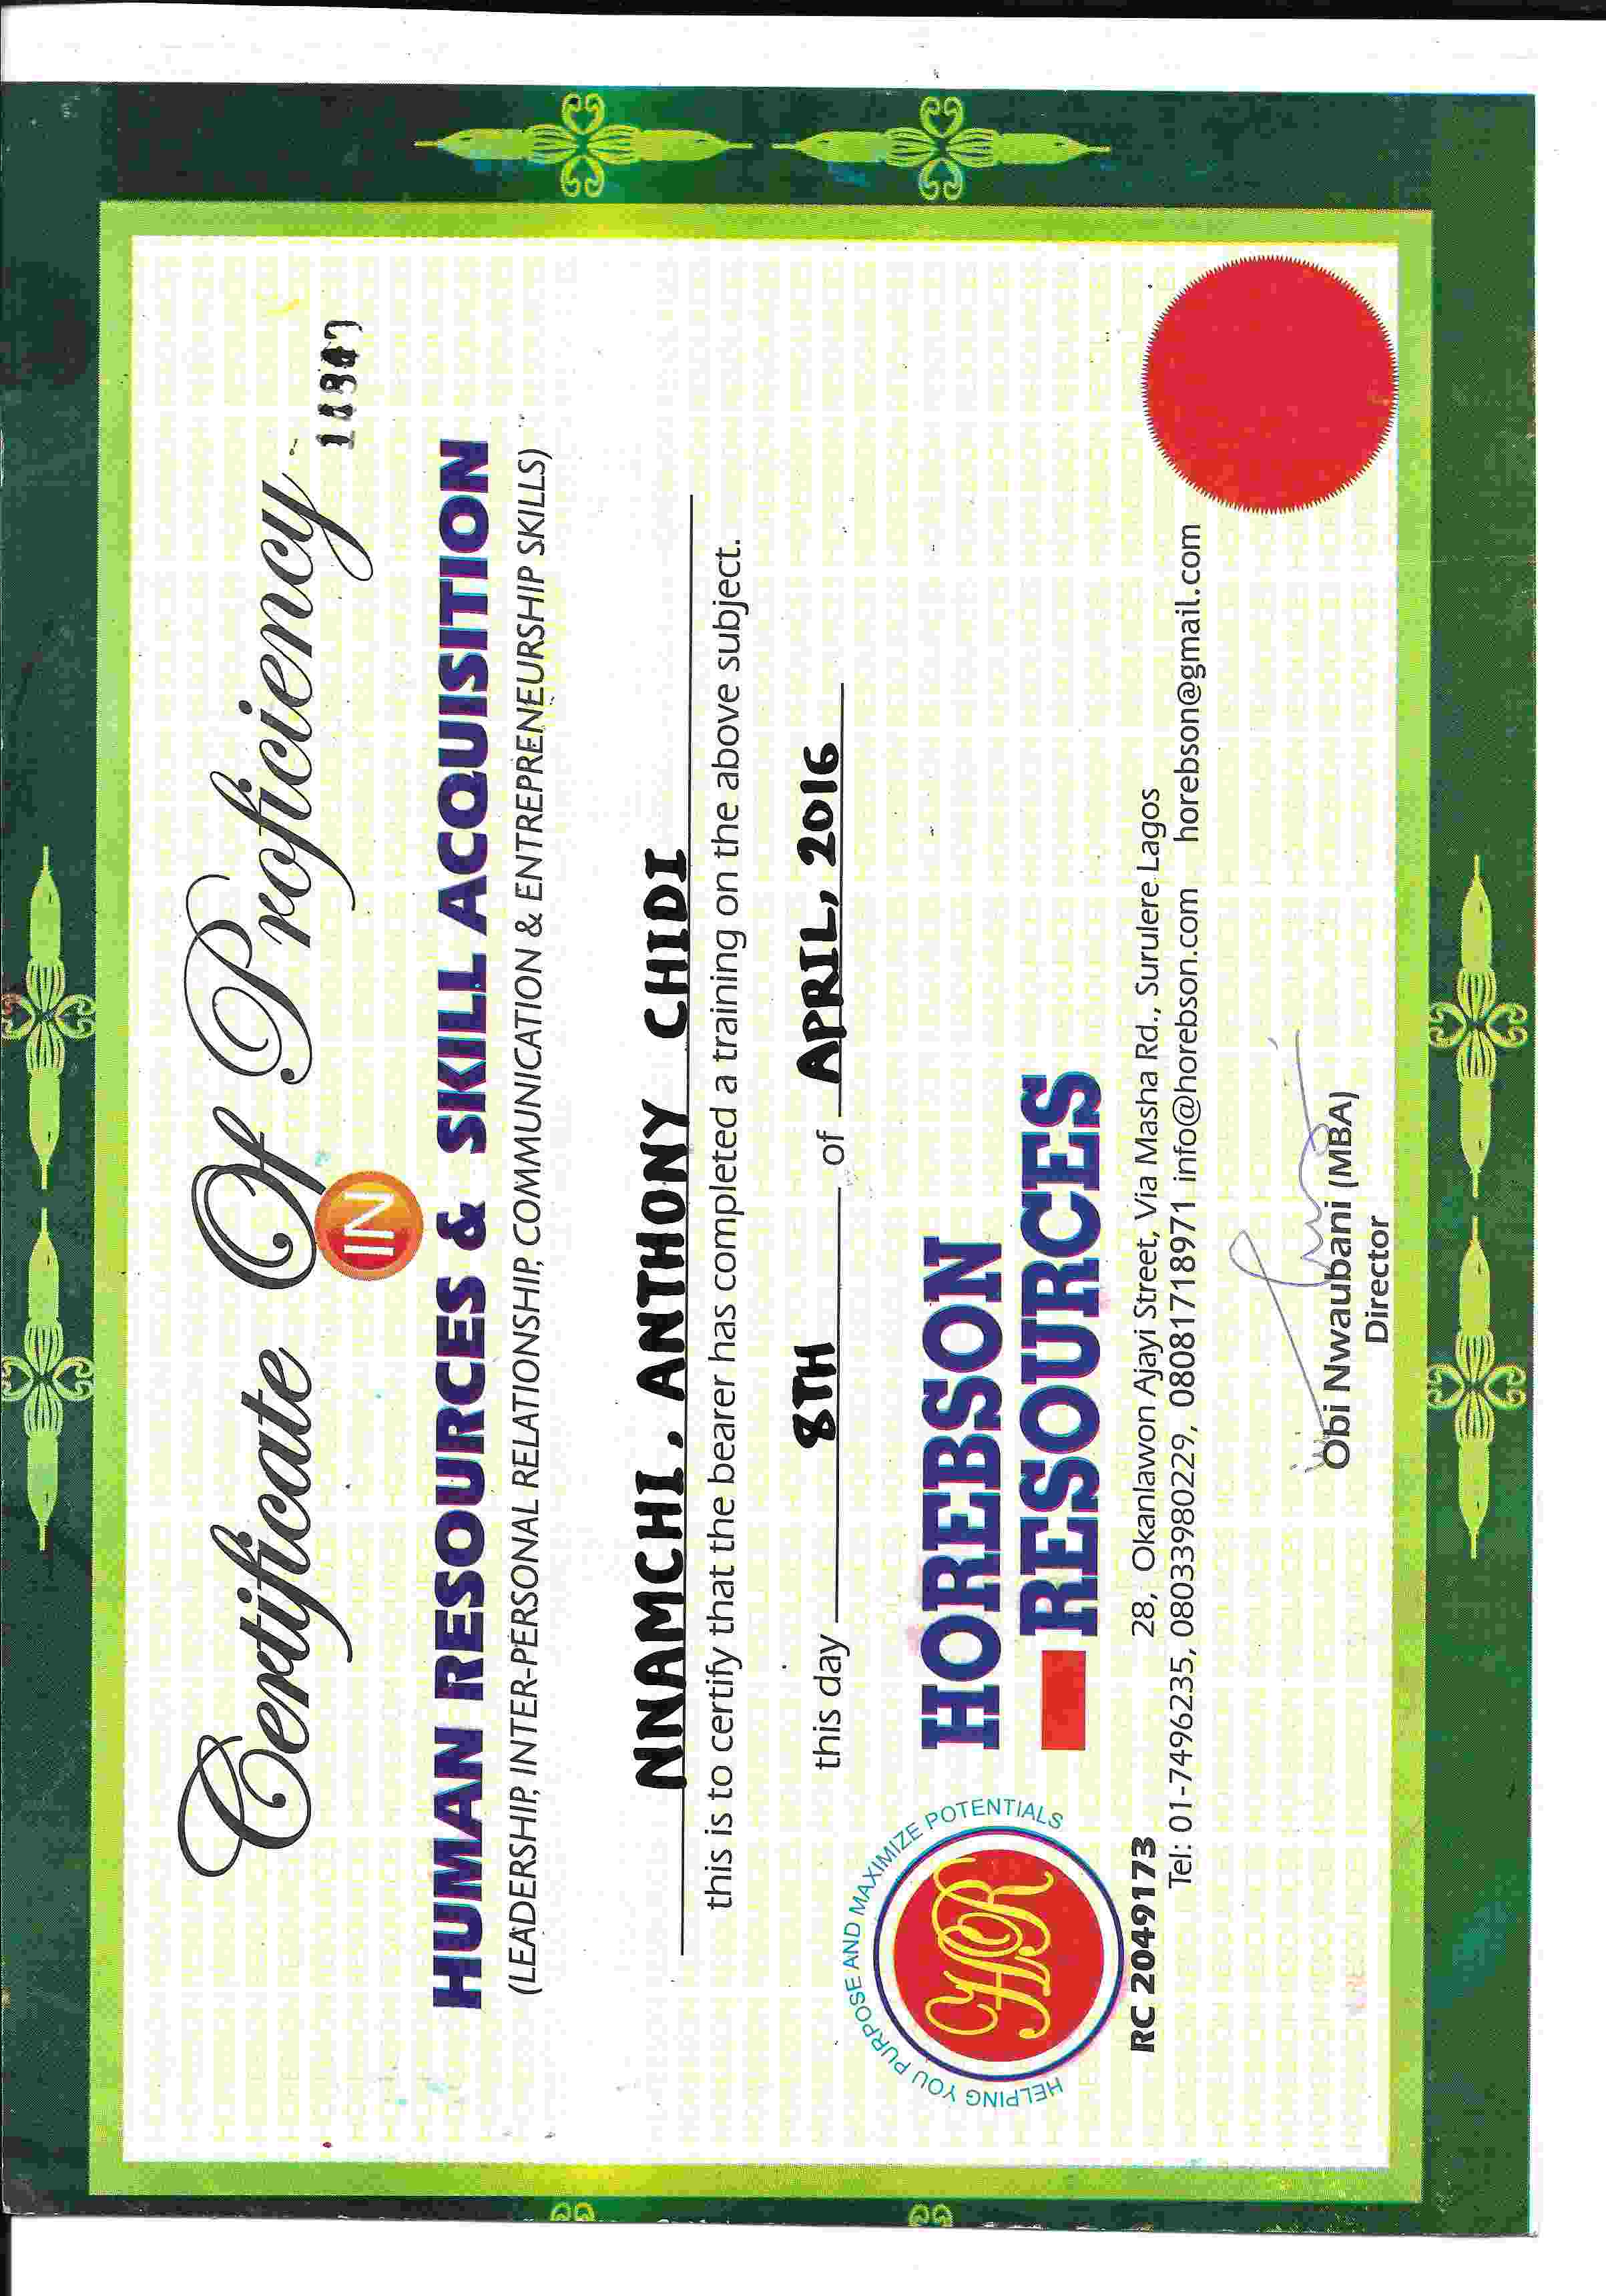 Certificate Of Proficiency
IN
HUMAN RESOURCES & SKILL ACQUISITION
(LEADERSHIP, INTER-PERSONAL RELATIONSHIP, COMMUNICATION & ENTREPRENEURSHIP SKILLS)
NNAMCHI. ANTHONY CHIDI
this is to certify that the bearer has completed a training on the above subject.
this day 8TH of APRIL, 2016
HELPING YOU PURPOSE AND MAXIMIZE POTENTIALS
HR
HOREBSON
RESOURCES
RC 2049173
28, Okanlawon Ajayi Street, Via Masha Rd., Surulere Lagos
Tel: 01-7496235, 08033980229, 08081718971 info@horebson.com horebson@gmail.com
Obi Nwaubani (MBA)
Director